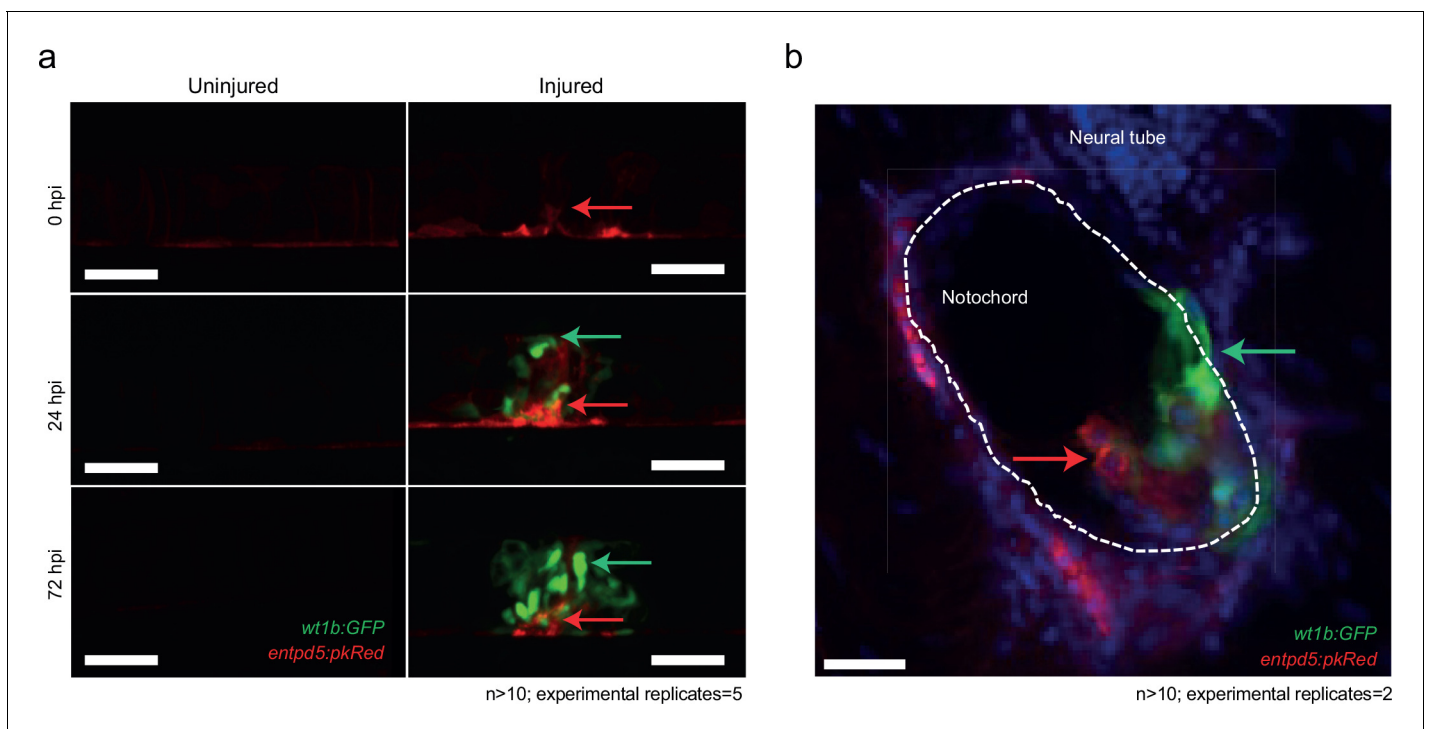 a
Uninjured
Injured
0 hpi
24 hpi
72 hpi
wt1b:GFP
entpd5:pkRed
n>10; experimental replicates=5
b
Neural tube
Notochord
wt1b:GFP
entpd5:pkRed
n>10; experimental replicates=2